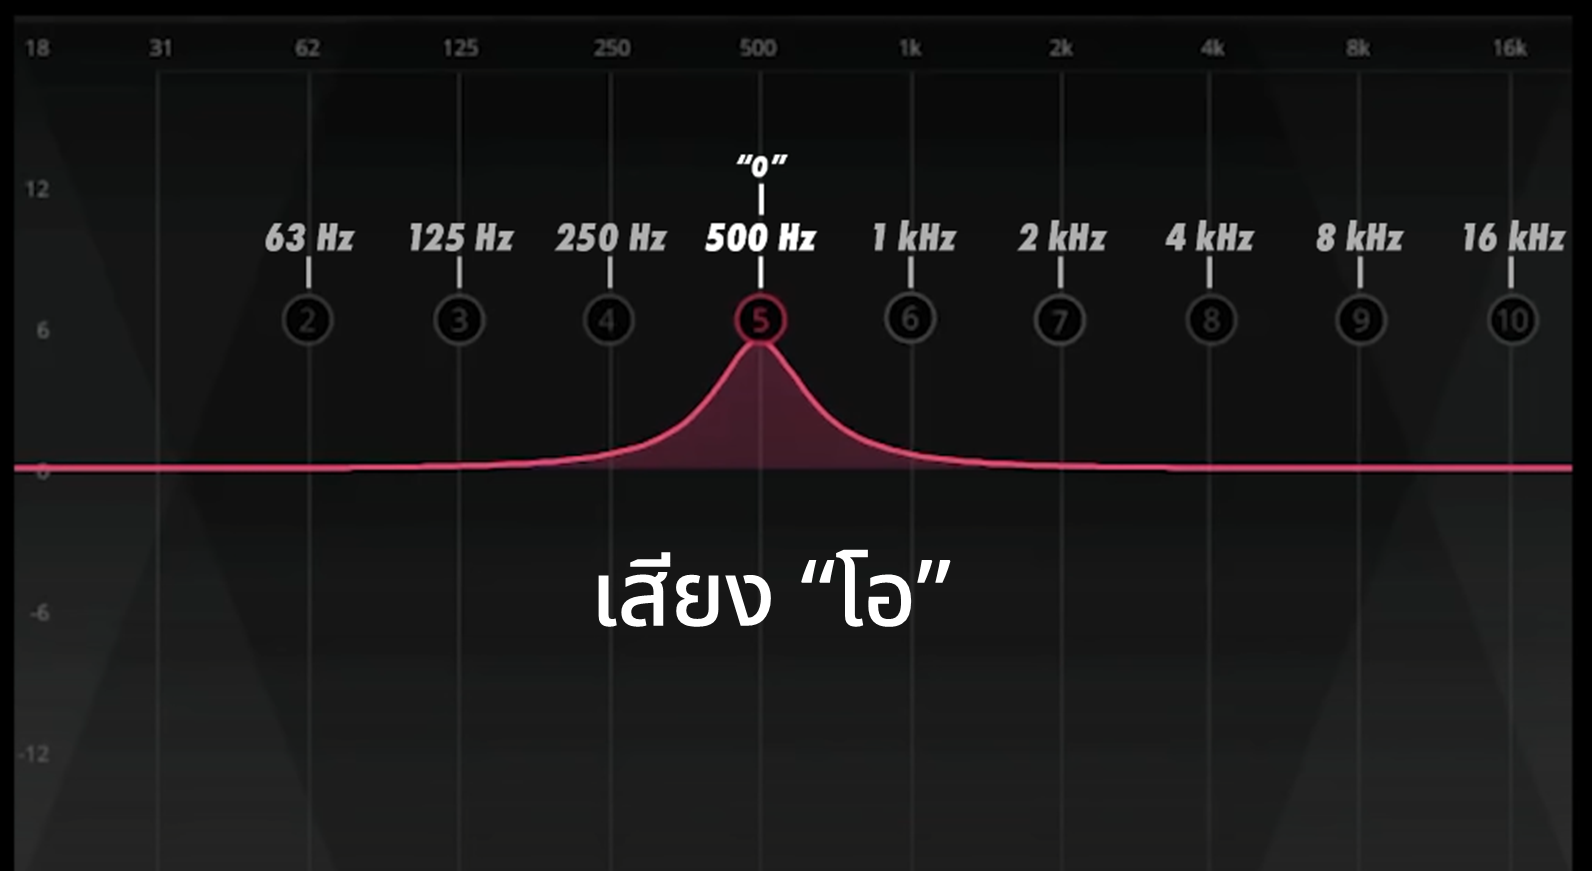 18 31 62 125 250 500 1k 2k 4k 8k 16k
“o”
12
63 Hz 125 Hz 250 Hz 500 Hz 1 kHz 2 kHz 4 kHz 8 kHz 16 kHz
2 3 4 5 6 7 8 9 10
6
0
เสียง “โอ”
-6
-12